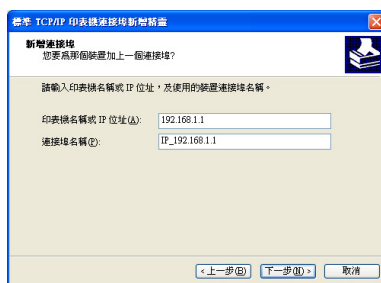 標準 TCP/IP 印表機連接埠新增精靈
新增連接埠
您要為那個裝置加上一個連接埠?
請輸入印表機名稱或 IP 位址，及使用的裝置連接埠名稱。
印表機名稱或 IP 位址(A): 192.168.1.1
連接埠名稱(P): IP_192.168.1.1
<上一步(B) 下一步(N)> 取消